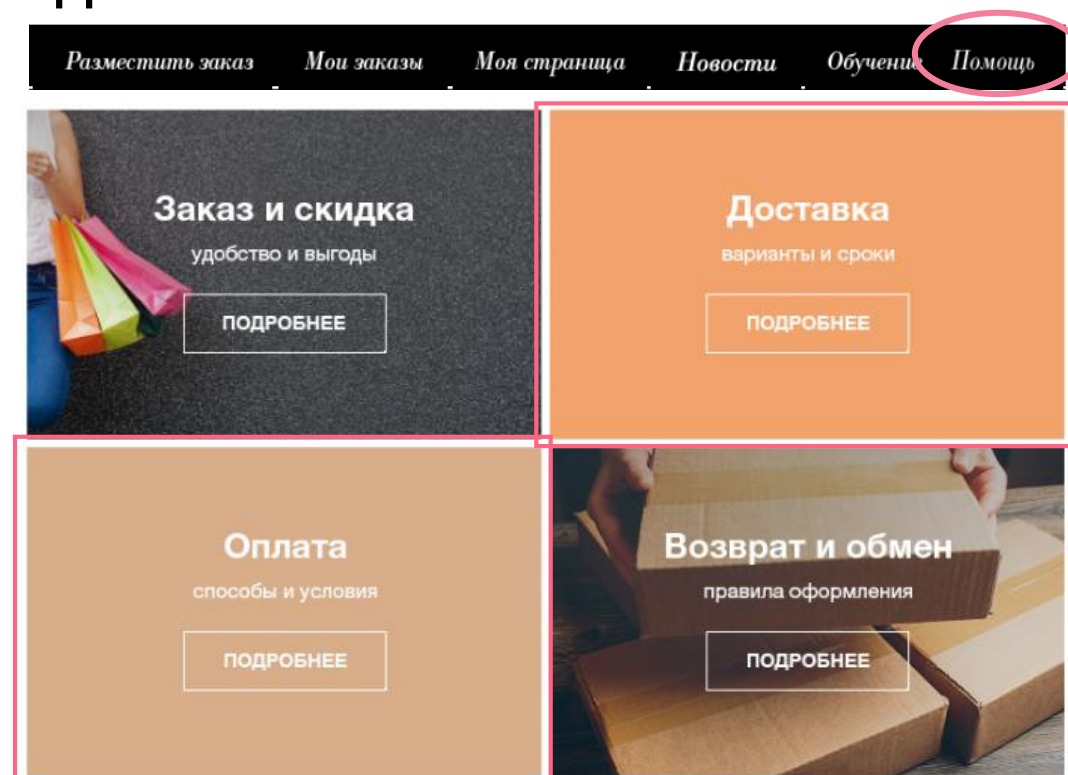 Разместить заказ Мои заказы Моя страница Новости Обучение Помощь
Заказ и скидка
удобство и выгоды
ПОДРОБНЕЕ
Доставка
варианты и сроки
ПОДРОБНЕЕ
Оплата
способы и условия
ПОДРОБНЕЕ
Возврат и обмен
правила оформления
ПОДРОБНЕЕ